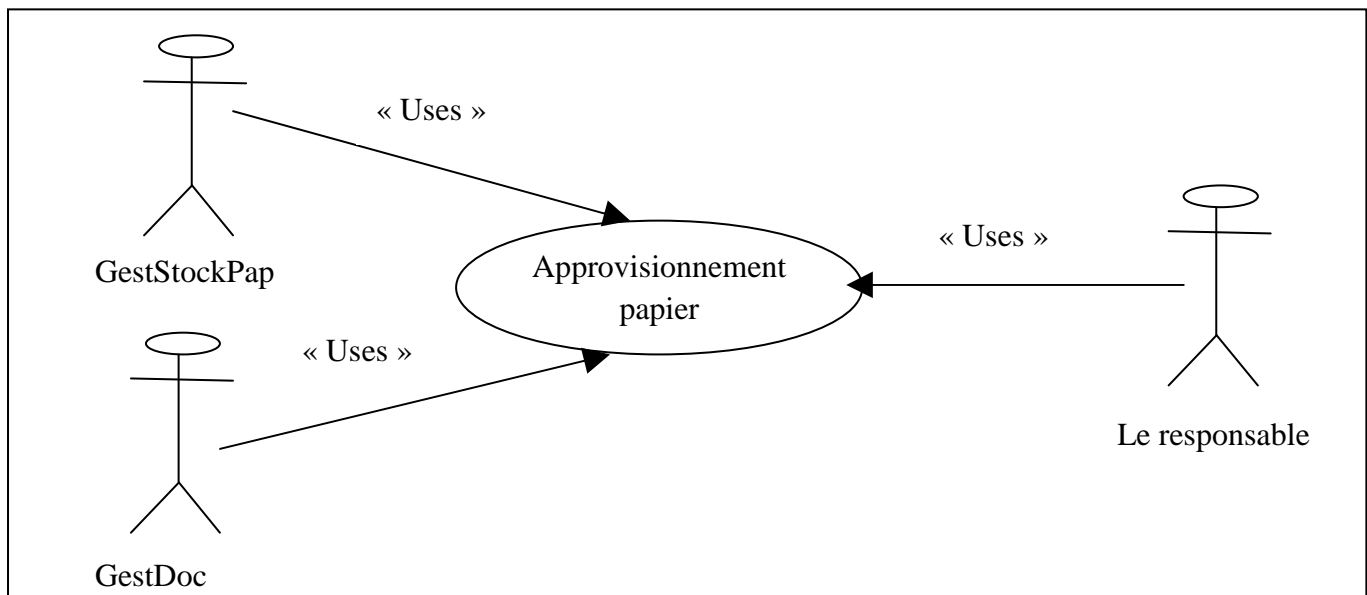 « Uses »
GestStockPap
Approvisionnement
papier
« Uses »
Le responsable
« Uses »
GestDoc